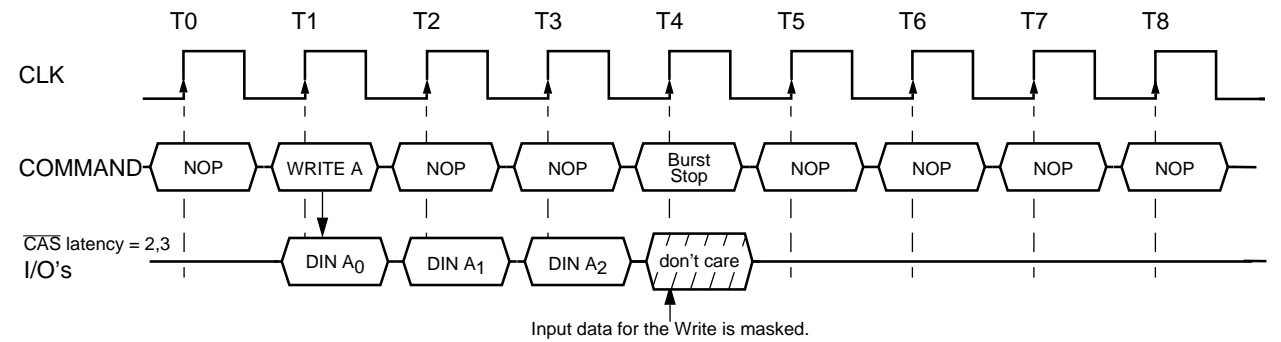 T0 T1 T2 T3 T4 T5 T6 T7 T8
CLK
COMMAND NOP WRITE A NOP NOP Burst Stop NOP NOP NOP NOP
CAS latency = 2,3
I/O's DIN A0 DIN A1 DIN A2 don't care
Input data for the Write is masked.